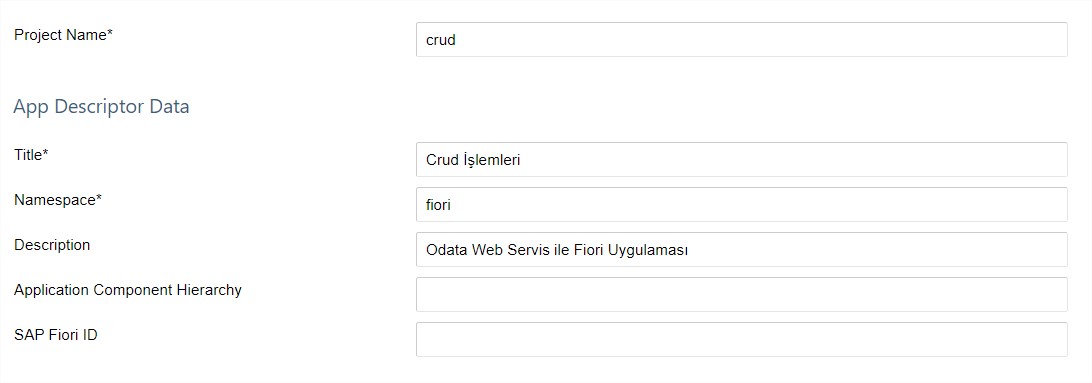 Project Name*
crud
App Descriptor Data
Title*
Crud İşlemleri
Namespace*
fiori
Description
Odata Web Servis ile Fiori Uygulaması
Application Component Hierarchy
SAP Fiori ID